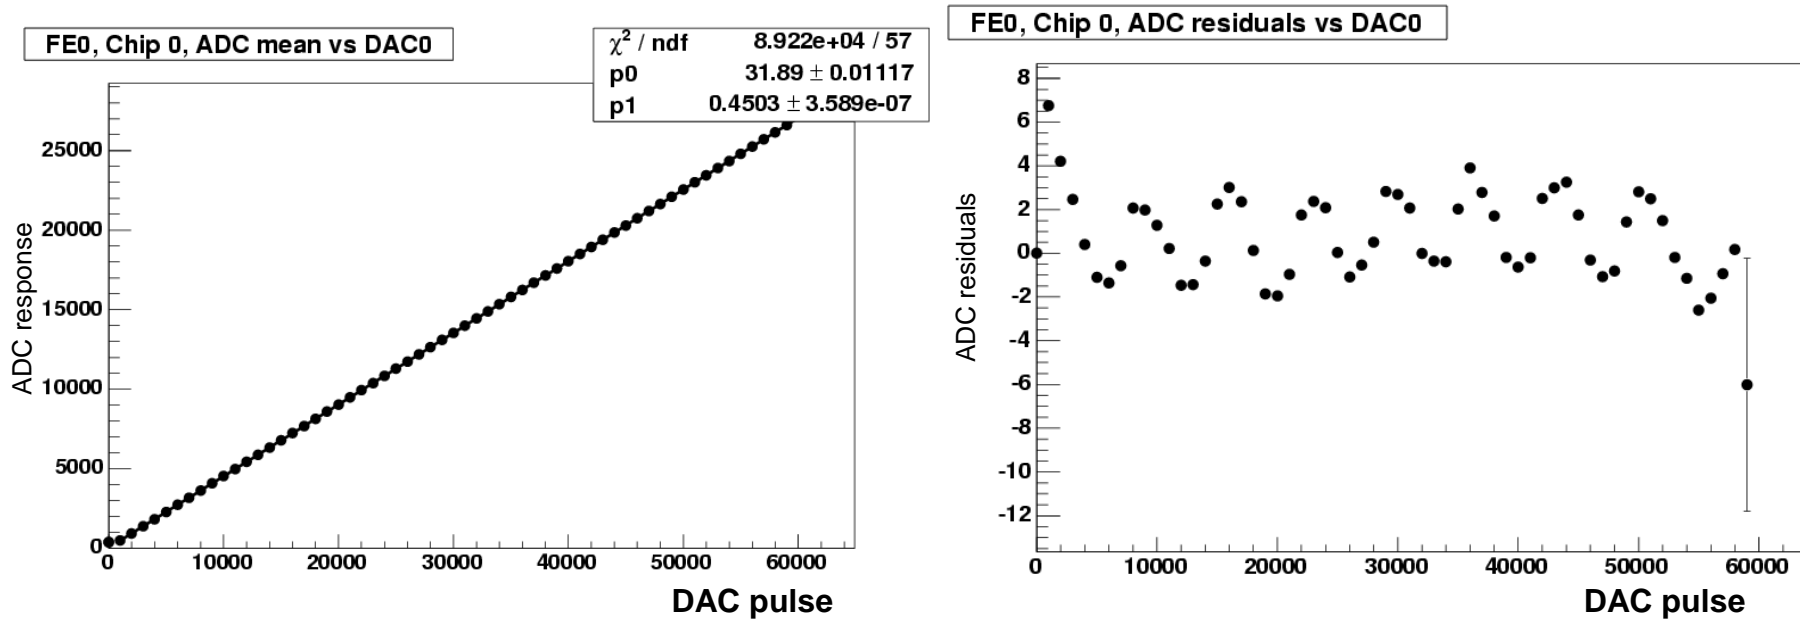 FE0, Chip 0, ADC mean vs DAC0
χ² / ndf 8.922e+04 / 57
p0 31.89 ± 0.01117
p1 0.4503 ± 3.589e-07
ADC response
25000
20000
15000
10000
5000
0
0 10000 20000 30000 40000 50000 60000
DAC pulse
FE0, Chip 0, ADC residuals vs DAC0
ADC residuals
8
6
4
2
0
-2
-4
-6
-8
-10
-12
0 10000 20000 30000 40000 50000 60000
DAC pulse